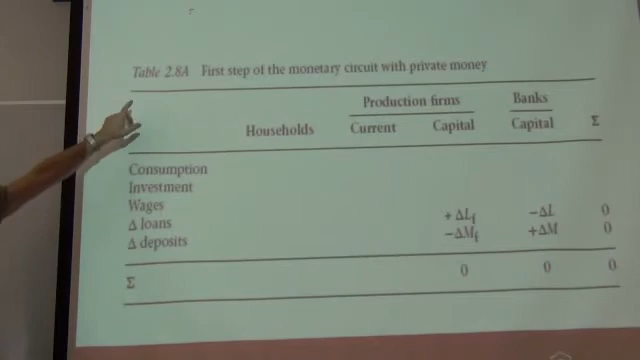 Table 2.8A First step of the monetary circuit with private money
Production firms Banks
Households Current Capital Capital Σ
Consumption
Investment
Wages
Δ loans +ΔLf −ΔL 0
Δ deposits −ΔMf +ΔM 0
Σ 0 0 0